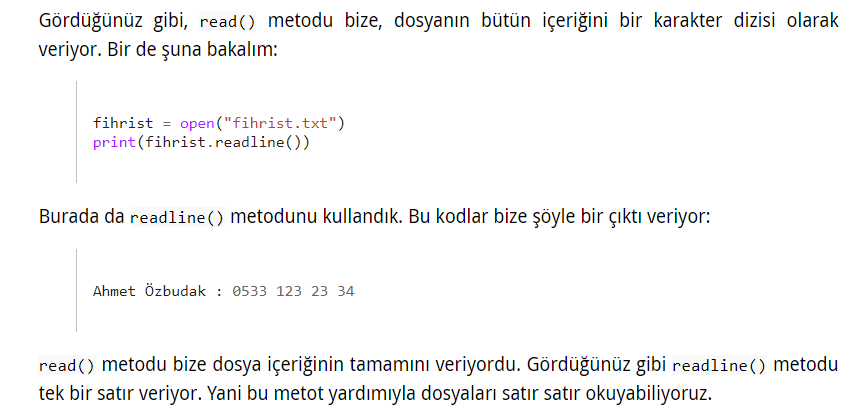 Gördüğünüz gibi, read() metodu bize, dosyanın bütün içeriğini bir karakter dizisi olarak
veriyor. Bir de şuna bakalım:
fihrist = open("fihrist.txt")
print(fihrist.readline())
Burada da readline() metodunu kullandık. Bu kodlar bize şöyle bir çıktı veriyor:
Ahmet Özbudak : 0533 123 23 34
read() metodu bize dosya içeriğinin tamamını veriyordu. Gördüğünüz gibi readline() metodu
tek bir satır veriyor. Yani bu metot yardımıyla dosyaları satır satır okuyabiliyoruz.